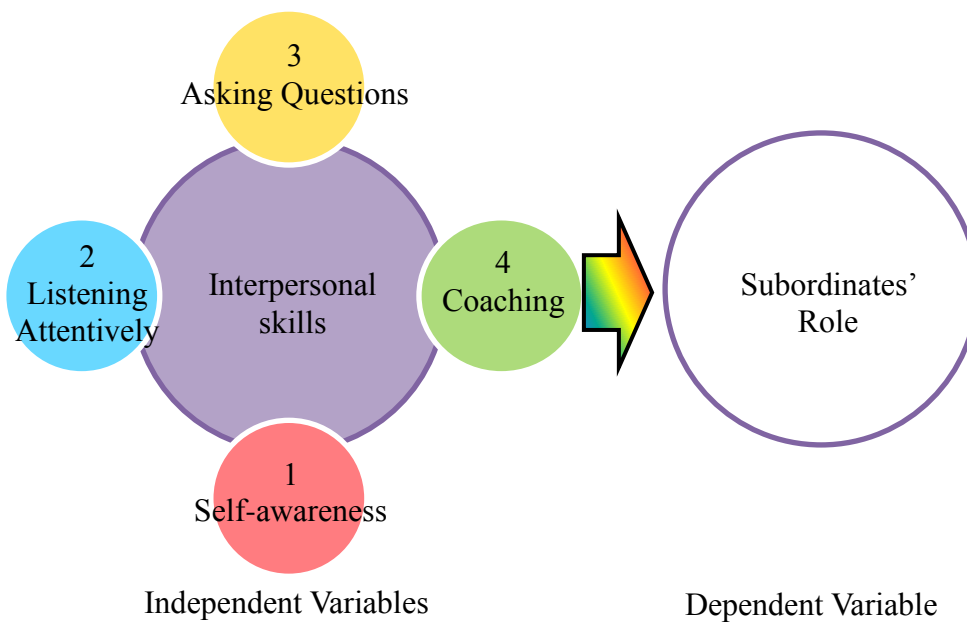 3
Asking Questions
2
Listening
Attentively
Interpersonal
skills
4
Coaching
Subordinates’
Role
1
Self-awareness
Independent Variables
Dependent Variable